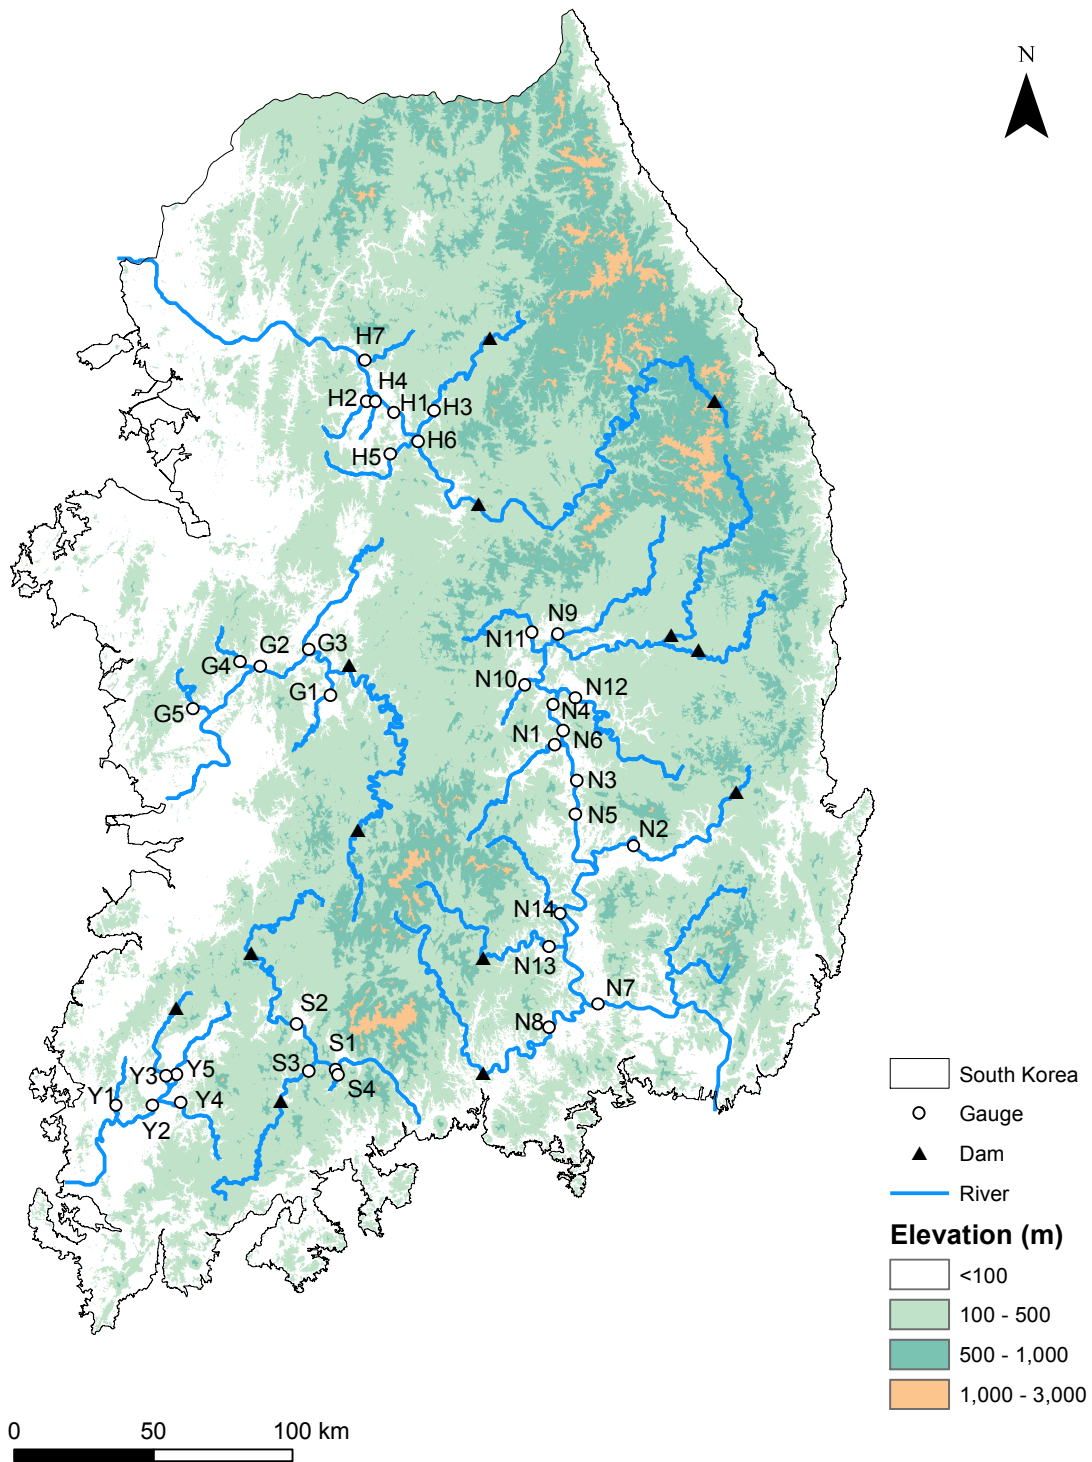 N
H7
H4
H2
H1
H3
H6
H5
N9
N11
G2
G3
G4
G1
N10
N12
G5
N4
N1
N6
N3
N5
N2
N14
N13
N7
S2
N8
S1
S3
Y3
Y5
S4
Y1
Y4
Y2
South Korea
Gauge
Dam
River
Elevation (m)
<100
100 - 500
500 - 1,000
1,000 - 3,000
0 50 100 km